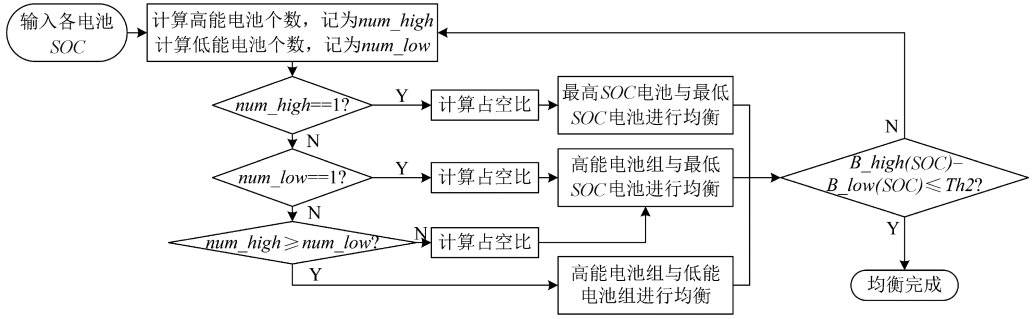 输入各电池
SOC
计算高能电池个数，记为num_high
计算低能电池个数，记为num_low
num_high==1?
Y
计算占空比
最高SOC电池与最低
SOC电池进行均衡
N
num_low==1?
Y
计算占空比
高能电池组与最低
SOC电池进行均衡
N
num_high≥num_low?
N
计算占空比
Y
高能电池组与低能
电池组进行均衡
N
B_high(SOC)−
B_low(SOC)≤Th2?
Y
均衡完成